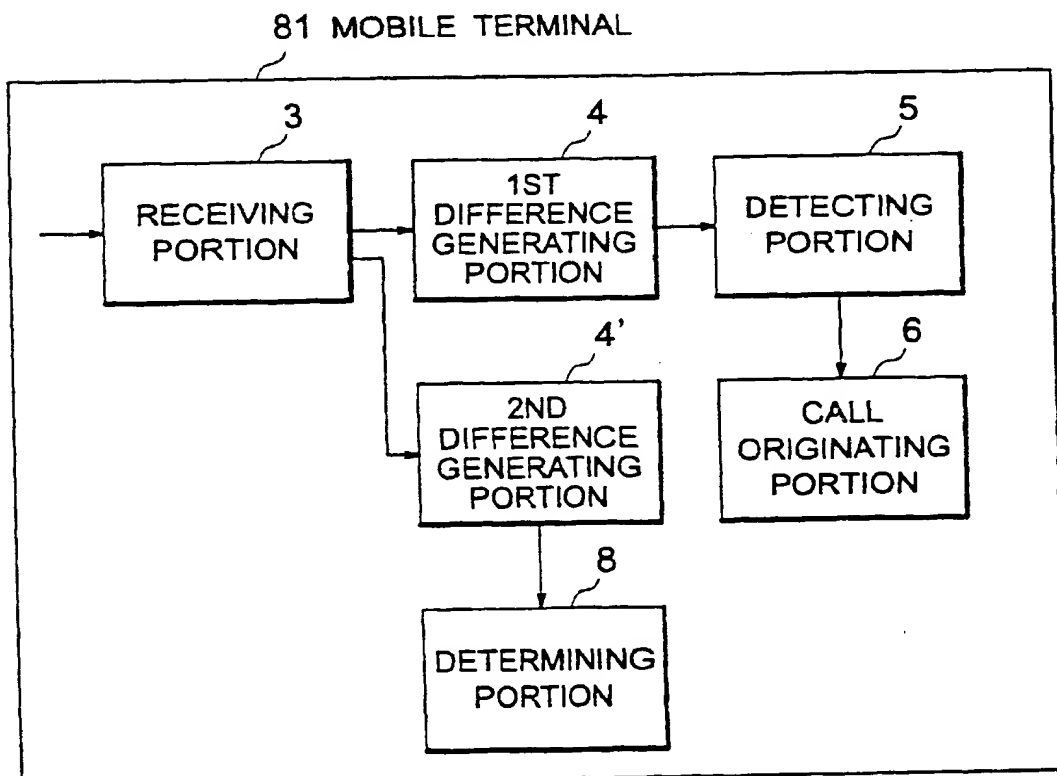 81 MOBILE TERMINAL
3
RECEIVING
PORTION
4
1ST
DIFFERENCE
GENERATING
PORTION
5
DETECTING
PORTION
4'
2ND
DIFFERENCE
GENERATING
PORTION
6
CALL
ORIGINATING
PORTION
8
DETERMINING
PORTION